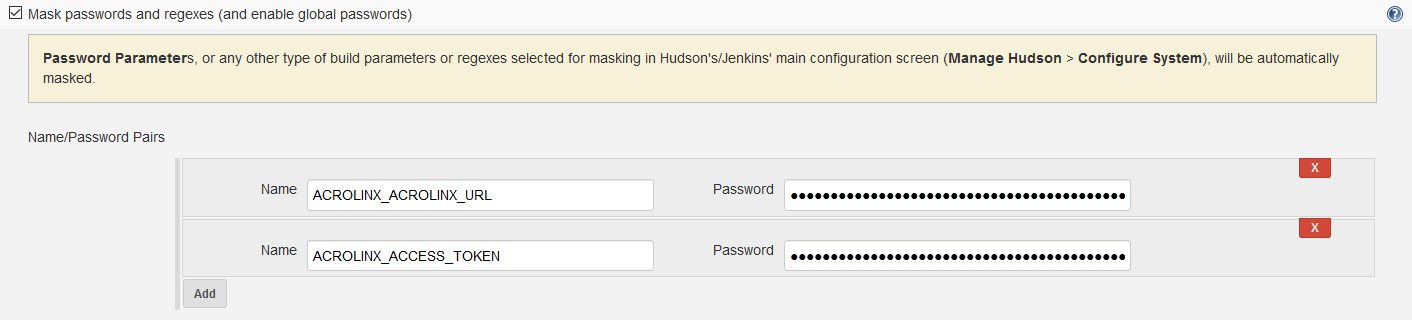 Mask passwords and regexes (and enable global passwords)
Password Parameters, or any other type of build parameters or regexes selected for masking in Hudson's/Jenkins' main configuration screen (Manage Hudson > Configure System), will be automatically
masked.
Name/Password Pairs
X
Name ACROLINX_ACROLINX_URL Password ●●●●●●●●●●●●●●●●●●●●●●●●●●●●●●●●●●●●●●●●●●
X
Name ACROLINX_ACCESS_TOKEN Password ●●●●●●●●●●●●●●●●●●●●●●●●●●●●●●●●●●●●●●●●●●
Add